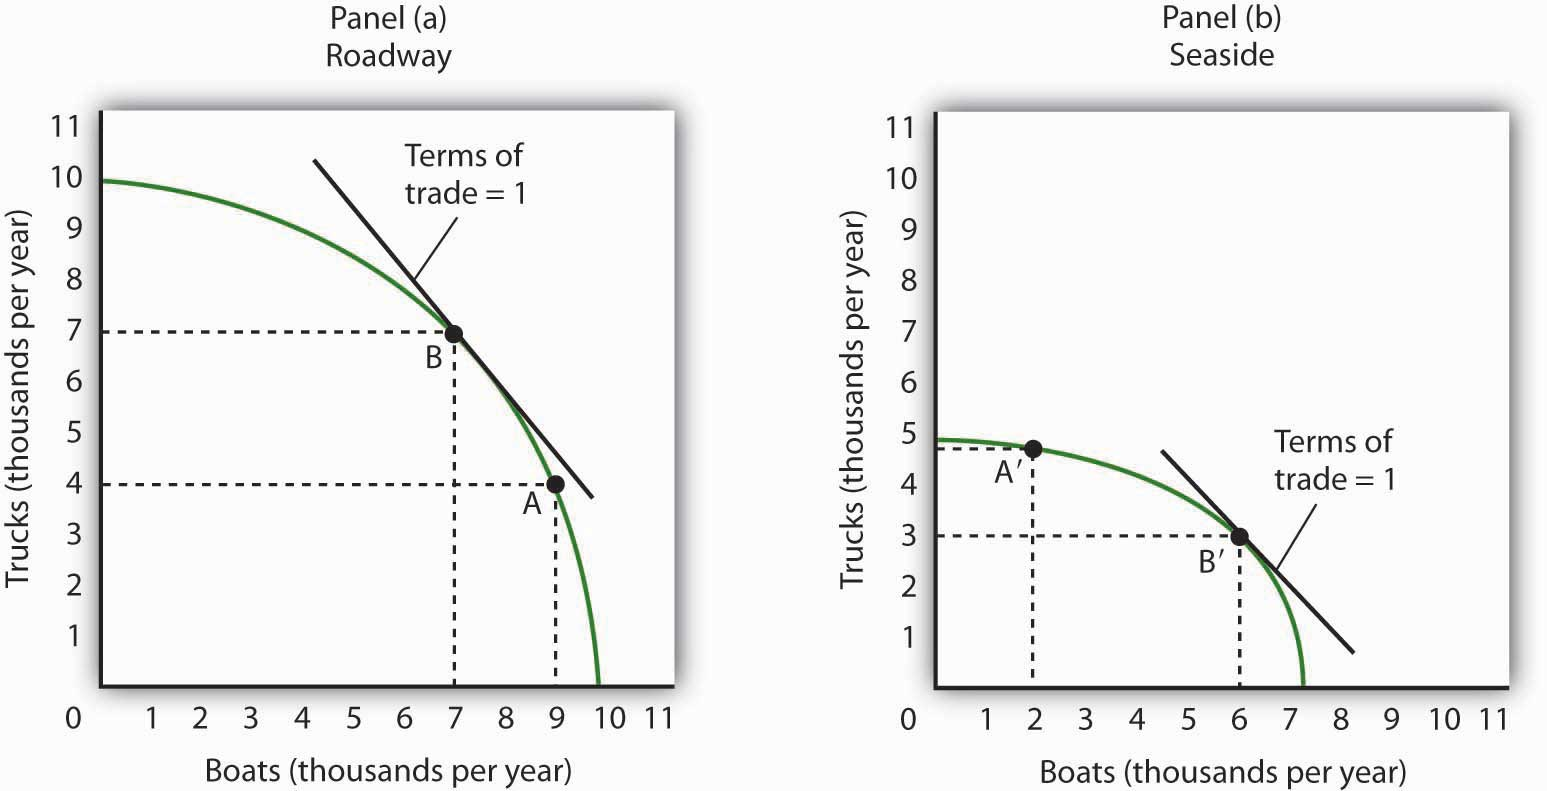 Panel (a)
Roadway
11
10
9
8
7
6
5
4
3
2
1
0
Trucks (thousands per year)
Terms of
trade = 1
B
A
1 2 3 4 5 6 7 8 9 10 11
Boats (thousands per year)
Panel (b)
Seaside
11
10
9
8
7
6
5
4
3
2
1
0
Trucks (thousands per year)
A′
Terms of
trade = 1
B′
1 2 3 4 5 6 7 8 9 10 11
Boats (thousands per year)